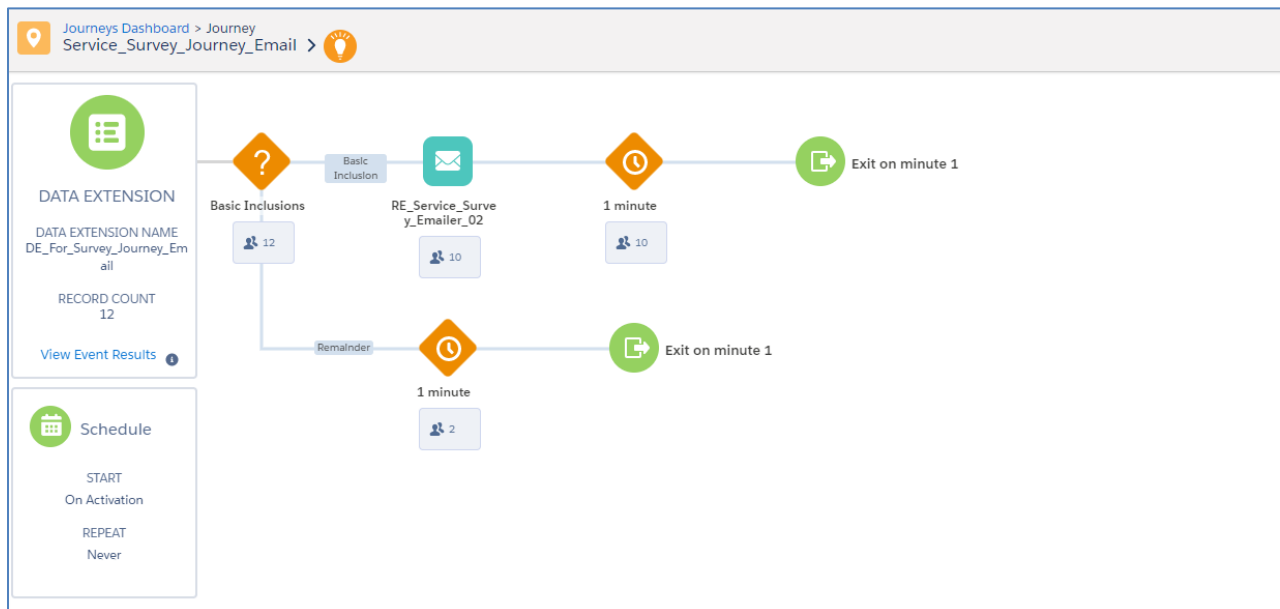 Journeys Dashboard > Journey
Service_Survey_Journey_Email >
DATA EXTENSION
DATA EXTENSION NAME
DE_For_Survey_Journey_Em
ail
RECORD COUNT
12
View Event Results
Schedule
START
On Activation
REPEAT
Never
Basic Inclusions
12
Basic
Inclusion
RE_Service_Surve
y_Emailer_02
10
1 minute
10
Exit on minute 1
Remainder
1 minute
2
Exit on minute 1